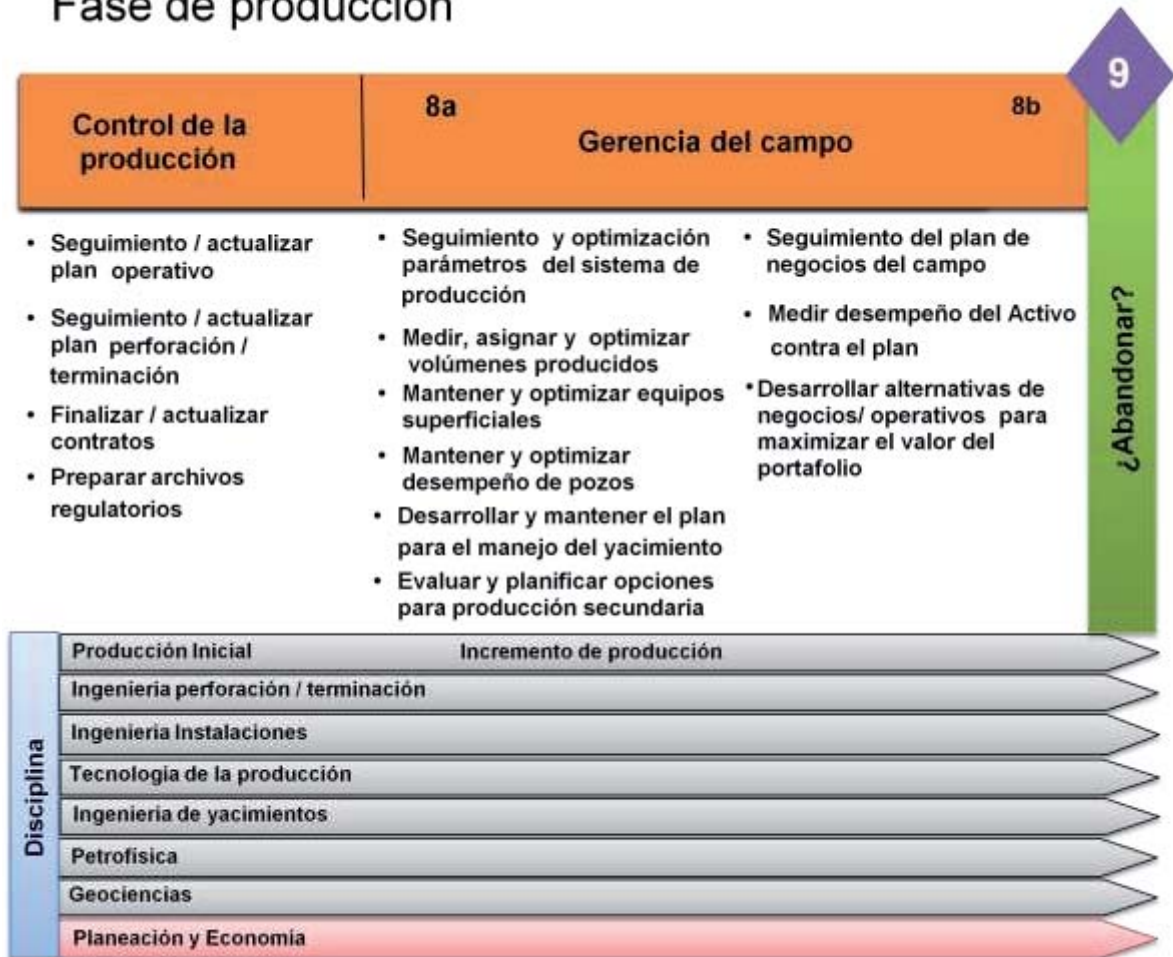 Fase de producción
9
Control de la
producción
8a
Gerencia del campo
8b
• Seguimiento / actualizar
plan operativo
• Seguimiento / actualizar
plan perforación /
terminación
• Finalizar / actualizar
contratos
• Preparar archivos
regulatorios
• Seguimiento y optimización
parámetros del sistema de
producción
• Medir, asignar y optimizar
volúmenes producidos
• Mantener y optimizar equipos
superficiales
• Mantener y optimizar
desempeño de pozos
• Desarrollar y mantener el plan
para el manejo del yacimiento
• Evaluar y planificar opciones
para producción secundaria
• Seguimiento del plan de
negocios del campo
• Medir desempeño del Activo
contra el plan
• Desarrollar alternativas de
negocios/ operativos para
maximizar el valor del
portafolio
¿Abandonar?
Disciplina
Producción Inicial Incremento de producción
Ingenieria perforación / terminación
Ingenieria Instalaciones
Tecnologia de la producción
Ingenieria de yacimientos
Petrofisica
Geociencias
Planeación y Economia